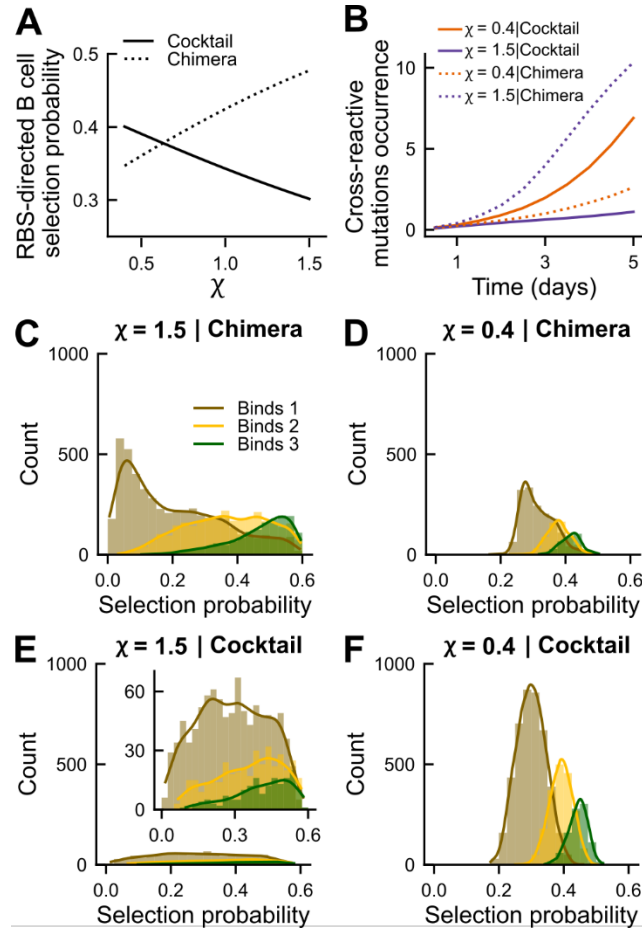 A
Cocktail
Chimera
RBS-directed B cell
selection probability
0.5
0.4
0.3
0.5
1.0
1.5
χ
B
χ = 0.4|Cocktail
χ = 1.5|Cocktail
χ = 0.4|Chimera
χ = 1.5|Chimera
Cross-reactive
mutations occurrence
10
5
0
1
3
5
Time (days)
C
χ = 1.5 | Chimera
Binds 1
Binds 2
Binds 3
Count
1000
500
0
0.0
0.2
0.4
0.6
Selection probability
D
χ = 0.4 | Chimera
Count
1000
500
0
0.0
0.2
0.4
0.6
Selection probability
E
χ = 1.5 | Cocktail
Count
1000
500
0
60
30
0
0.0
0.3
0.6
0.0
0.2
0.4
0.6
Selection probability
F
χ = 0.4 | Cocktail
Count
1000
500
0
0.0
0.2
0.4
0.6
Selection probability